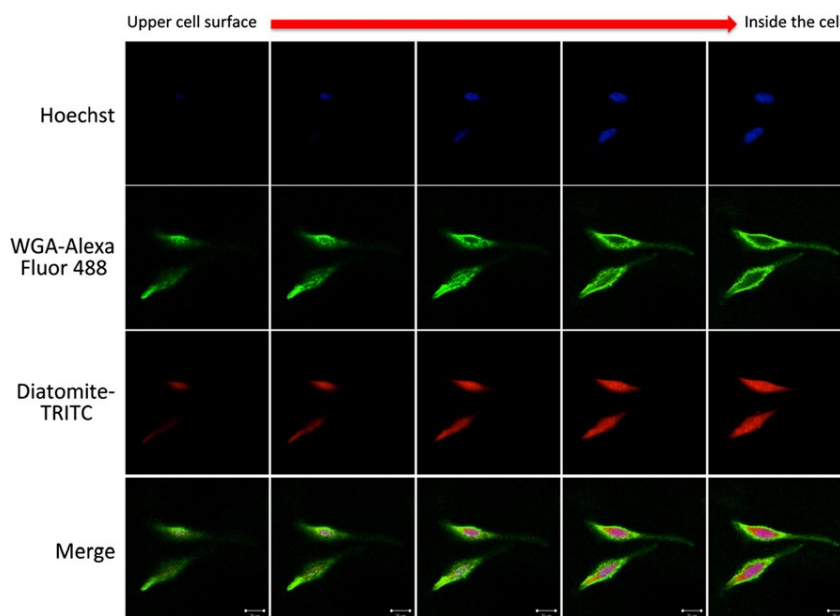 Upper cell surface
Inside the cel
Hoechst
WGA-Alexa
Fluor 488
Diatomite-
TRITC
Merge